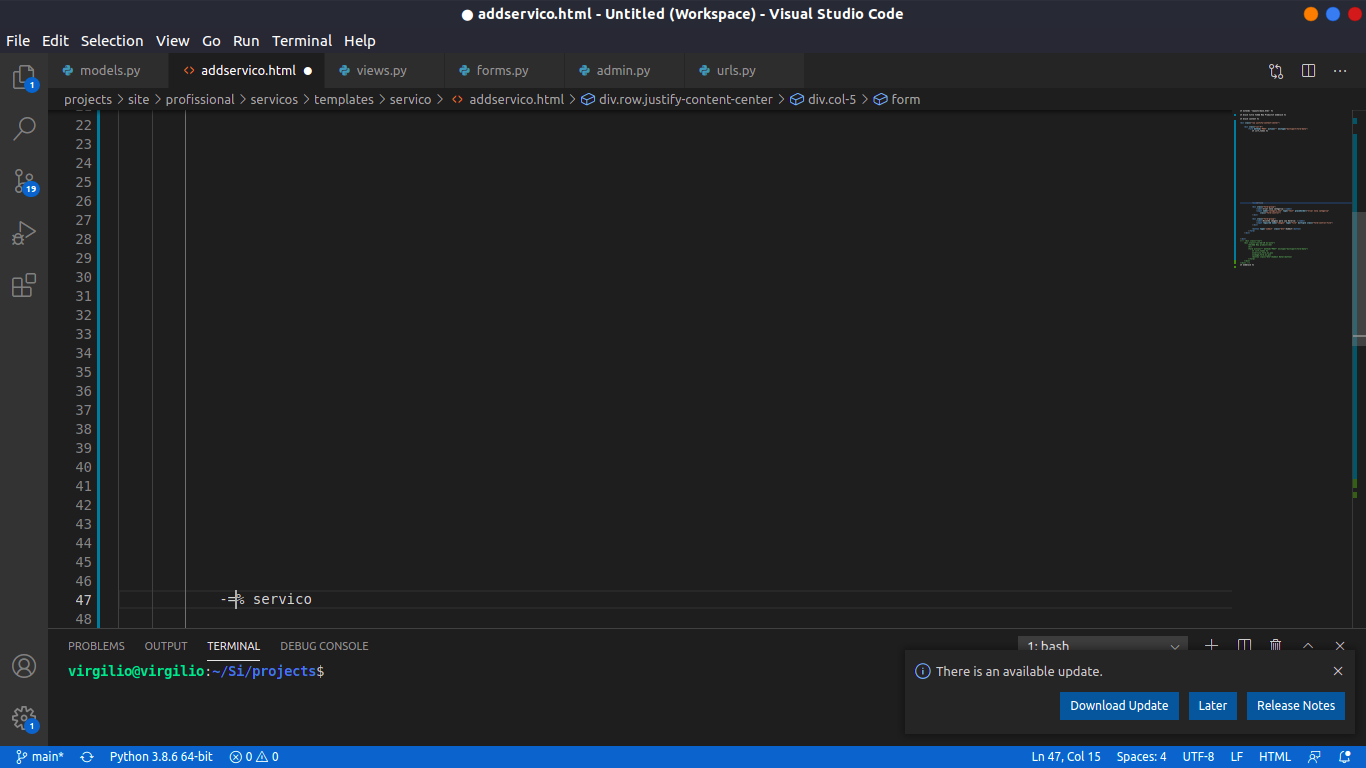 ● addservico.html - Untitled (Workspace) - Visual Studio Code
File Edit Selection View Go Run Terminal Help
models.py <> addservico.html ● views.py forms.py admin.py urls.py ...
1
projects > site > profissional > servicos > templates > servico > <> addservico.html > div.row.justify-content-center > div.col-5 > form
22
23
24
25
26
19
27
28
29
30
31
32
33
34
35
36
37
38
39
40
41
42
43
44
45
46
47 -=% servico
48
PROBLEMS OUTPUT TERMINAL DEBUG CONSOLE 1: bash
virgilio@virgilio:~/Si/projects$
There is an available update.
Download Update Later Release Notes
1
main* Python 3.8.6 64-bit 0 0 Ln 47, Col 15 Spaces: 4 UTF-8 LF HTML